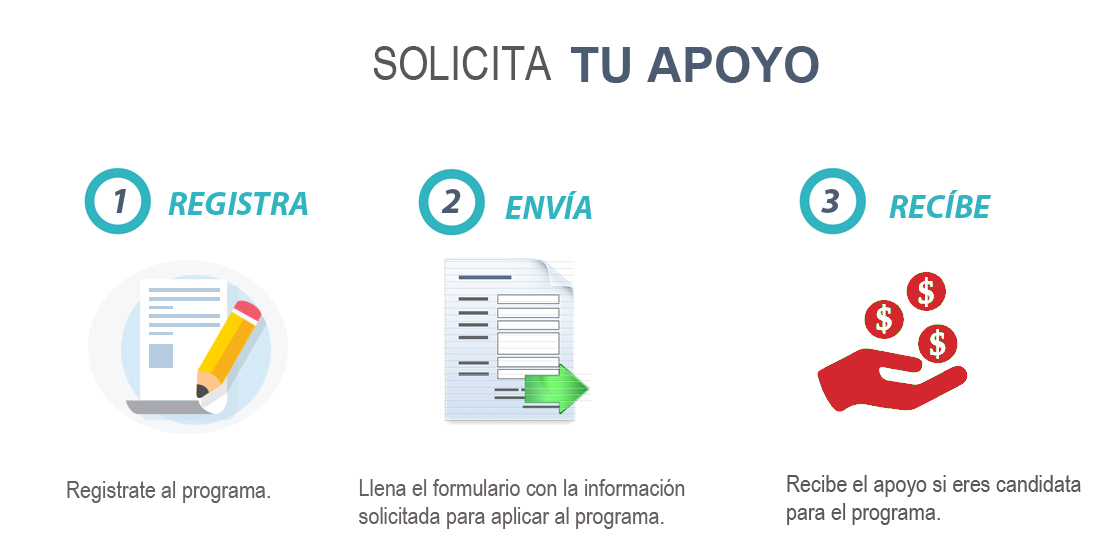 SOLICITA TU APOYO
1 REGISTRA
2 ENVÍA
3 RECÍBE
$
$
$
Registrate al programa.
Llena el formulario con la información
solicitada para aplicar al programa.
Recibe el apoyo si eres candidata
para el programa.